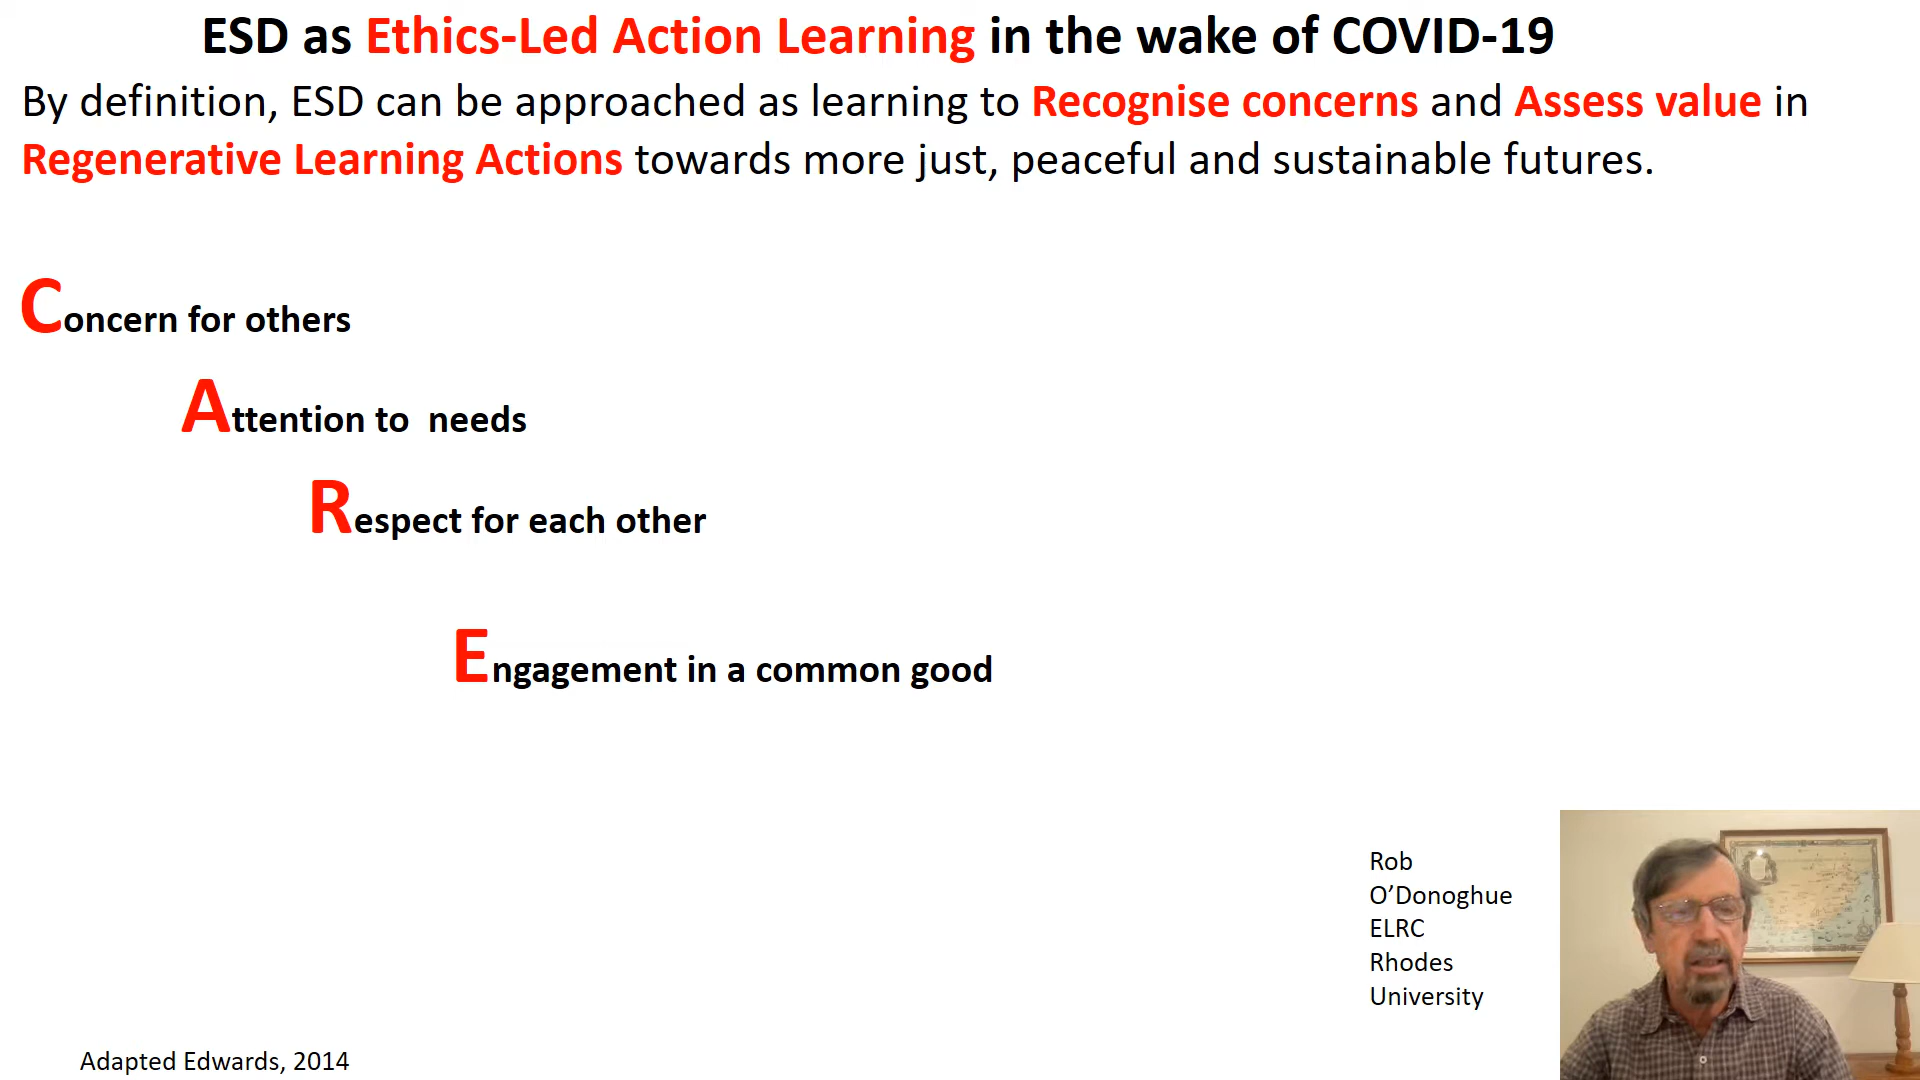 ESD as Ethics-Led Action Learning in the wake of COVID-19
By definition, ESD can be approached as learning to Recognise concerns and Assess value in
Regenerative Learning Actions towards more just, peaceful and sustainable futures.
Concern for others
Attention to  needs
Respect for each other
Engagement in a common good
Rob
O’Donoghue
ELRC
Rhodes
University
Adapted Edwards, 2014